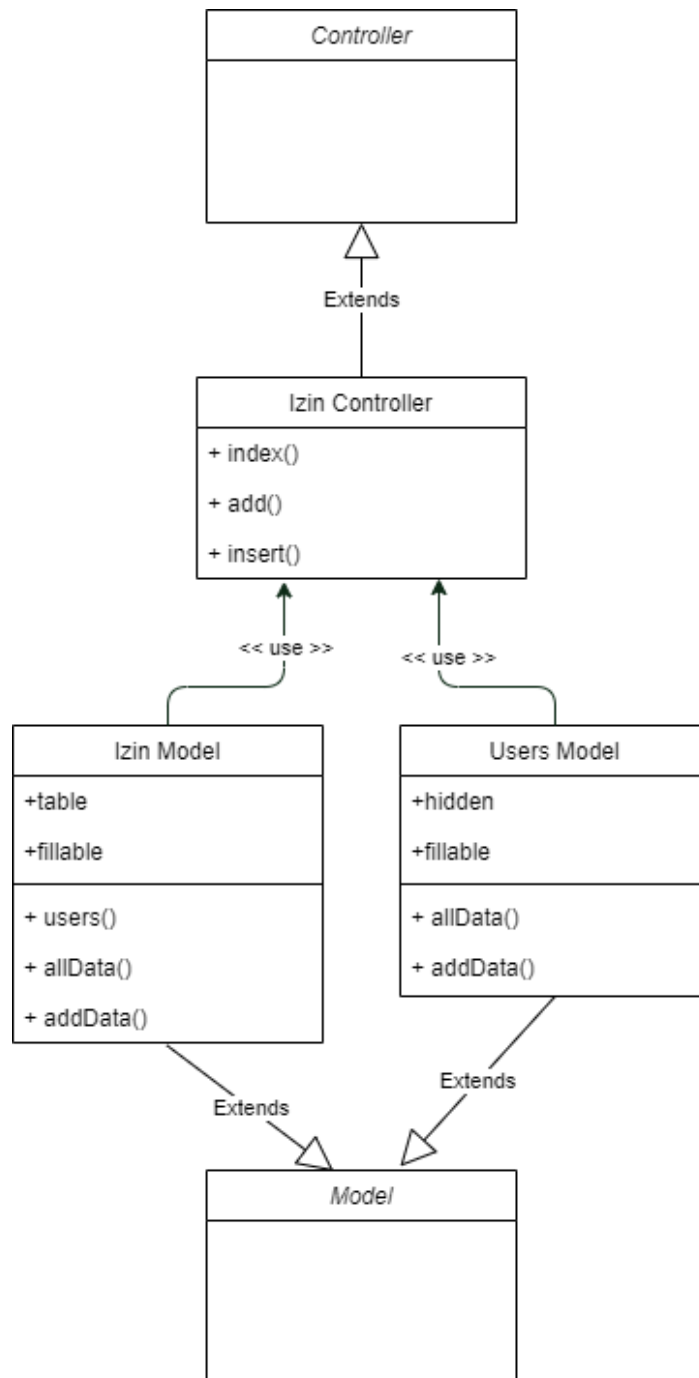 Controller
Extends
Izin Controller
+ index()
+ add()
+ insert()
<< use >>
<< use >>
Izin Model
+table
+fillable
+ users()
+ allData()
+ addData()
Users Model
+hidden
+fillable
+ allData()
+ addData()
Extends
Extends
Model